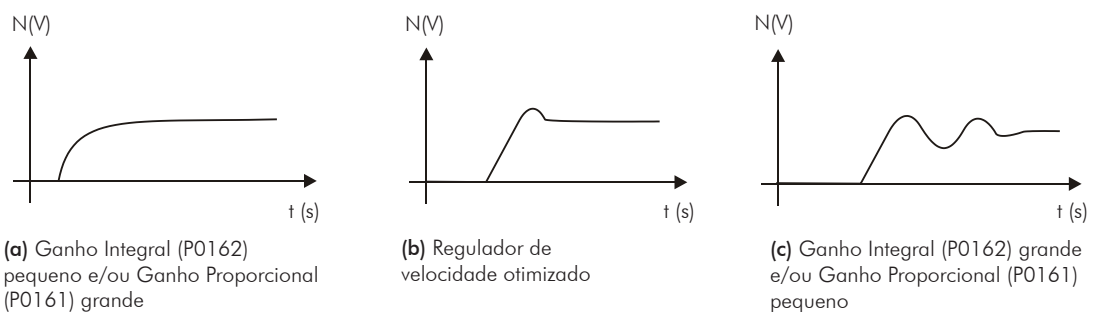 N(V)
t (s)
(a) Ganho Integral (P0162)
pequeno e/ou Ganho Proporcional
(P0161) grande
N(V)
t (s)
(b) Regulador de
velocidade otimizado
N(V)
t (s)
(c) Ganho Integral (P0162) grande
e/ou Ganho Proporcional (P0161)
pequeno